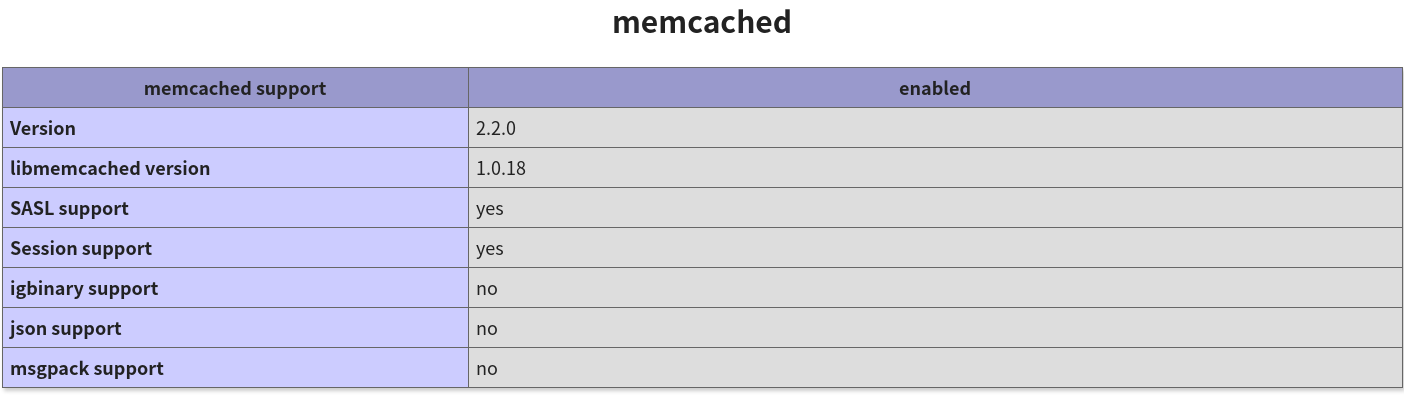 memcached
memcached support enabled
Version 2.2.0
libmemcached version 1.0.18
SASL support yes
Session support yes
igbinary support no
json support no
msgpack support no